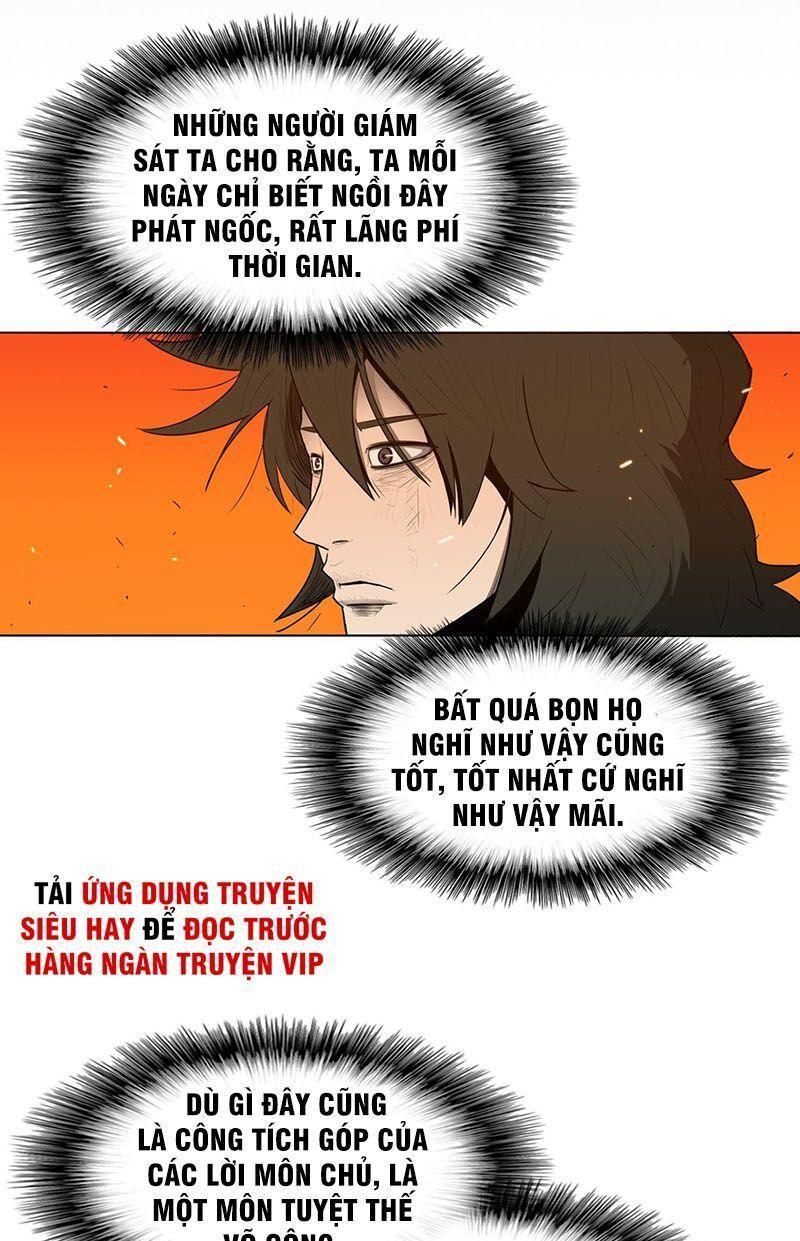 NHỮNG NGƯỜI GIÁM
SÁT TA CHO RẰNG, TA MỖI
NGÀY CHỈ BIẾT NGỒI ĐÂY
PHÁT NGỐC, RẤT LÃNG PHÍ
THỜI GIAN.
BẤT QUÁ BỌN HỌ
NGHĨ NHƯ VẬY CŨNG
TỐT, TỐT NHẤT CỨ NGHĨ
NHƯ VẬY MÃI.
TẢI ỨNG DỤNG TRUYỆN
SIÊU HAY ĐỂ ĐỌC TRƯỚC
HÀNG NGÀN TRUYỆN VIP
DÙ GÌ ĐÂY CŨNG
LÀ CÔNG TÍCH GÓP CỦA
CÁC LỜI MÔN CHỦ, LÀ
MỘT MÔN TUYỆT THẾ
VÕ CÔNG